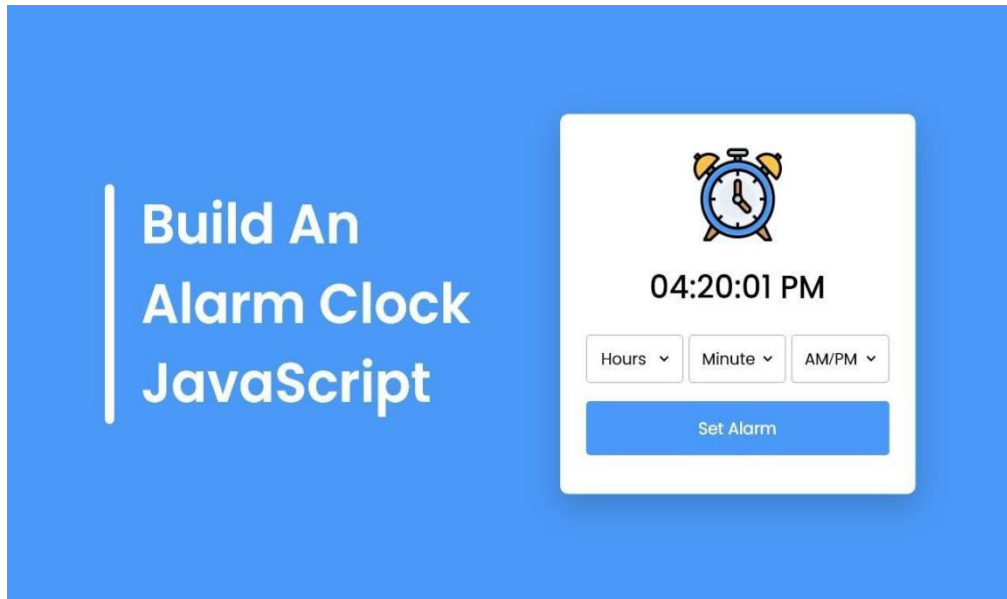 Build An
Alarm Clock
JavaScript
04:20:01 PM
Hours Minute AM/PM
Set Alarm